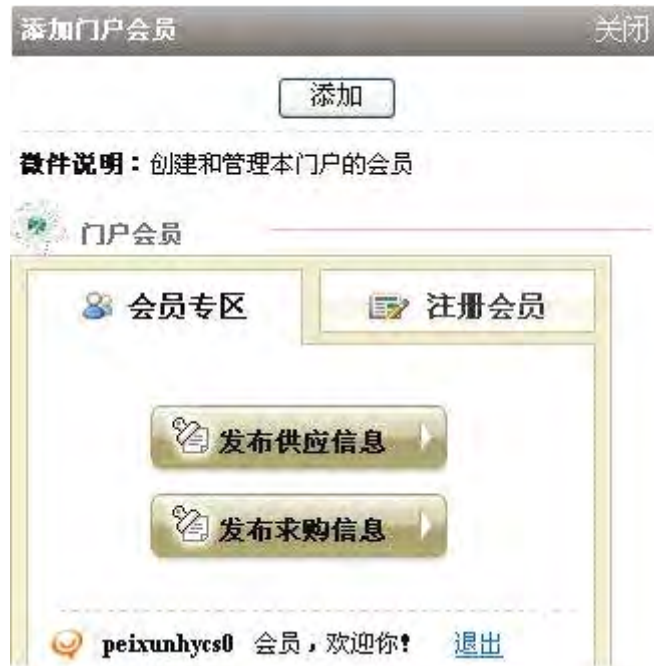 添加门户会员 关闭
添加
微件说明：创建和管理本门户的会员
门户会员
会员专区 注册会员
发布供应信息
发布求购信息
peixunhycs0 会员，欢迎你！ 退出